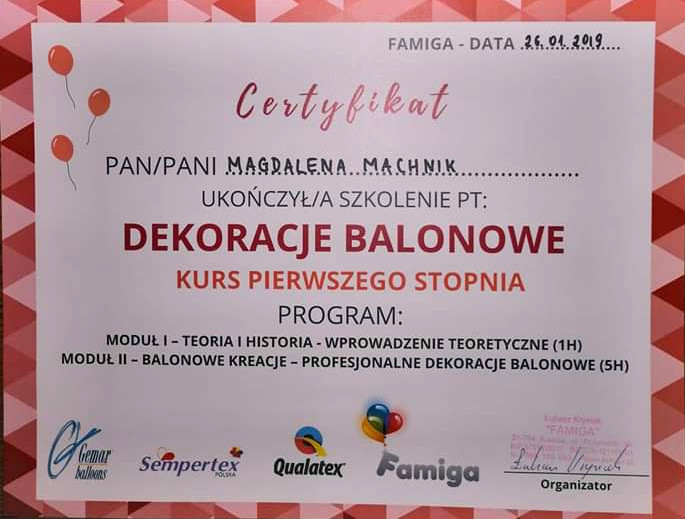 FAMIGA - DATA 26.01.2019
Certyfikat
PAN/PANI MAGDALENA MACHNIK
UKOŃCZYŁ/A SZKOLENIE PT:
DEKORACJE BALONOWE
KURS PIERWSZEGO STOPNIA
PROGRAM:
MODUŁ I – TEORIA I HISTORIA - WPROWADZENIE TEORETYCZNE (1H)
MODUŁ II – BALONOWE KREACJE – PROFESJONALNE DEKORACJE BALONOWE (5H)
Gemar
balloons
Sempertex
POLSKA
Qualatex
Famiga
"FAMIGA"
Organizator